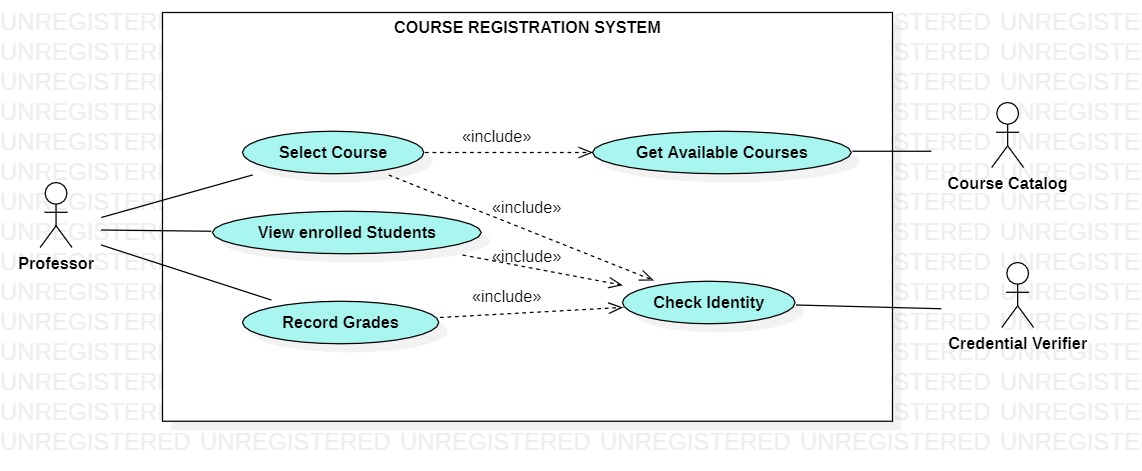 COURSE REGISTRATION SYSTEM
Select Course
«include»
Get Available Courses
Course Catalog
«include»
View enrolled Students
Professor
«include»
«include»
Check Identity
Record Grades
Credential Verifier
UNREGISTERED UNREGISTERED UNREGISTERED UNREGISTERED UNREGISTERED UNREGISTE